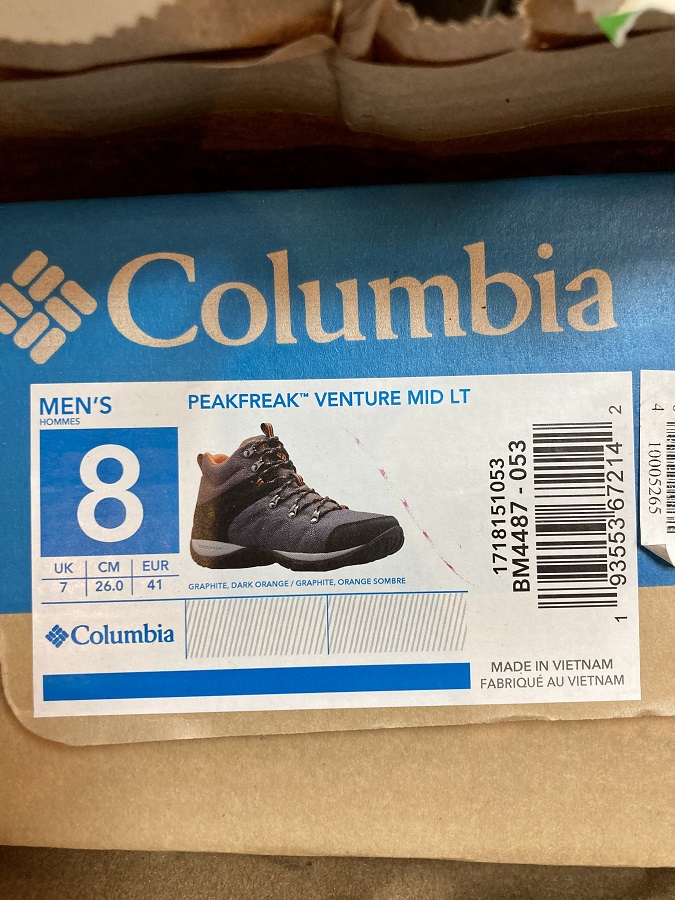 Columbia
MEN'S
HOMMES
8
UK CM EUR
7 26.0 41
PEAKFREAK™ VENTURE MID LT
GRAPHITE, DARK ORANGE / GRAPHITE, ORANGE SOMBRE
Columbia
1718151053
BM4487 - 053
1 93553 67214 2
MADE IN VIETNAM
FABRIQUÉ AU VIETNAM
10005265